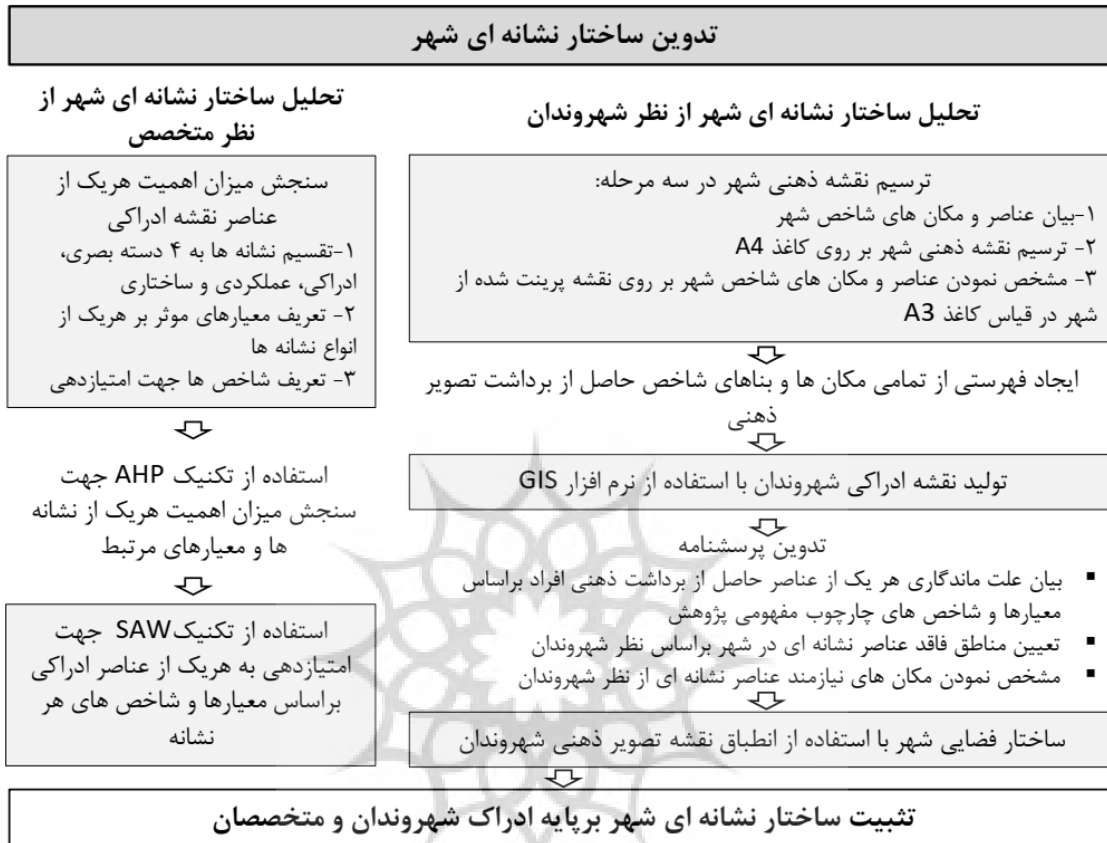 تدوین ساختار نشانه ای شهر
تحلیل ساختار نشانه ای شهر از نظر شهروندان
ترسیم نقشه ذهنی شهر در سه مرحله:
۱-بیان عناصر و مکان های شاخص شهر
۲- ترسیم نقشه ذهنی شهر بر روی کاغذ A4
۳- مشخص نمودن عناصر و مکان های شاخص شهر بر روی نقشه پرینت شده از
شهر در قیاس کاغذ A3
ایجاد فهرستی از تمامی مکان ها و بناهای شاخص حاصل از برداشت تصویر
ذهنی
تولید نقشه ادراکی شهروندان با استفاده از نرم افزار GIS
تدوین پرسشنامه
▪ بیان علت ماندگاری هر یک از عناصر حاصل از برداشت ذهنی افراد براساس
معیارها و شاخص های چارچوب مفهومی پژوهش
▪ تعیین مناطق فاقد عناصر نشانه ای در شهر براساس نظر شهروندان
▪ مشخص نمودن مکان های نیازمند عناصر نشانه ای از نظر شهروندان
ساختار فضایی شهر با استفاده از انطباق نقشه تصویر ذهنی شهروندان
تحلیل ساختار نشانه ای شهر از
نظر متخصص
سنجش میزان اهمیت هریک از
عناصر نقشه ادراکی
۱-تقسیم نشانه ها به ۴ دسته بصری،
ادراکی، عملکردی و ساختاری
۲- تعریف معیارهای موثر بر هریک از
انواع نشانه ها
۳- تعریف شاخص ها جهت امتیازدهی
استفاده از تکنیک AHP جهت
سنجش میزان اهمیت هریک از نشانه
ها و معیارهای مرتبط
استفاده از تکنیکSAW جهت
امتیازدهی به هریک از عناصر ادراکی
براساس معیارها و شاخص های هر
نشانه
تثبیت ساختار نشانه ای شهر برپایه ادراک شهروندان و متخصصان